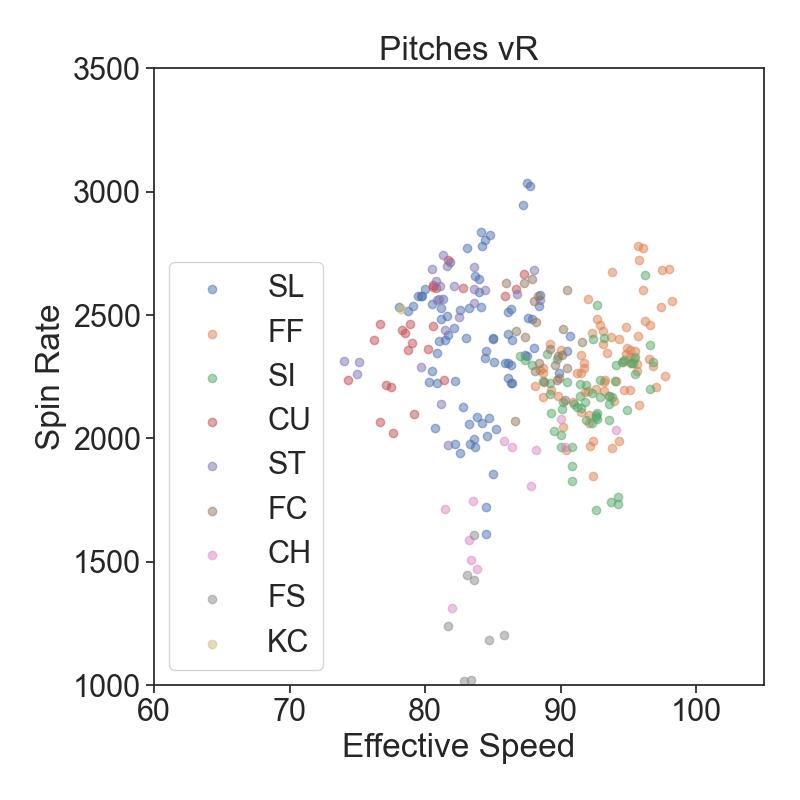 Pitches vR
3500
3000
2500
2000
1500
1000
Spin Rate
SL
FF
SI
CU
ST
FC
CH
FS
KC
60 70 80 90 100
Effective Speed